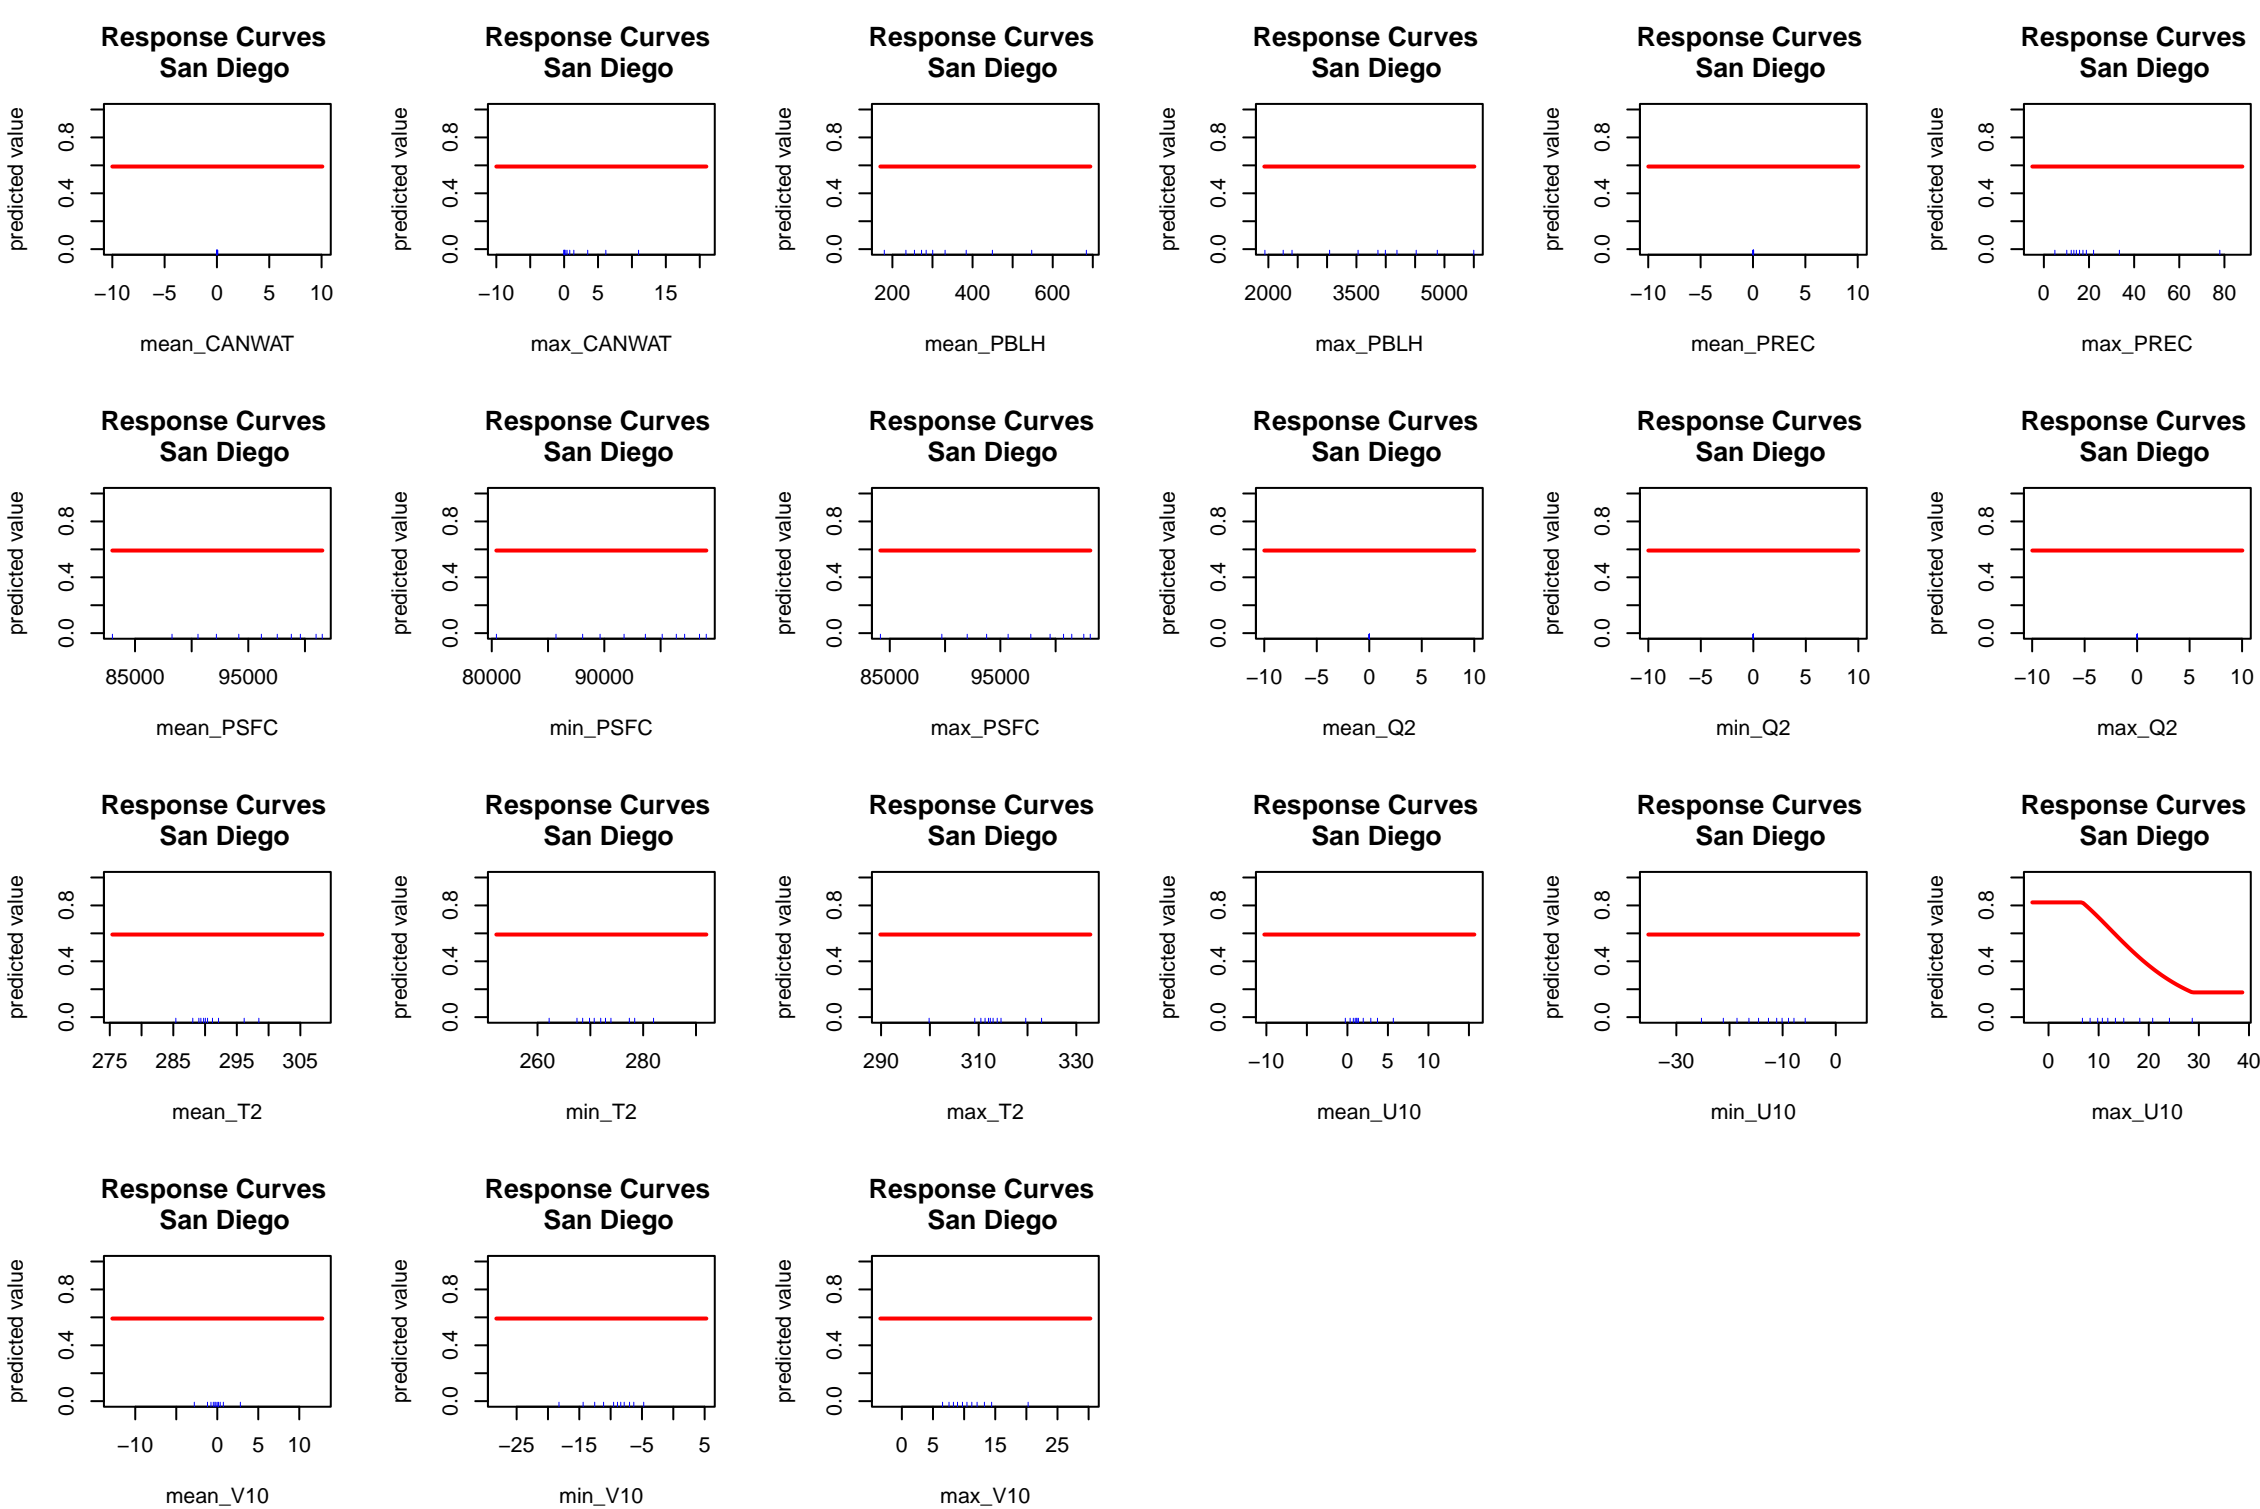 Response Curves
San Diego
predicted value
0.8
0.4
0.0
−10 −5 0 5 10
mean_CANWAT
Response Curves
San Diego
predicted value
0.8
0.4
0.0
−10 0 5 15
max_CANWAT
Response Curves
San Diego
predicted value
0.8
0.4
0.0
200 400 600
mean_PBLH
Response Curves
San Diego
predicted value
0.8
0.4
0.0
2000 3500 5000
max_PBLH
Response Curves
San Diego
predicted value
0.8
0.4
0.0
−10 −5 0 5 10
mean_PREC
Response Curves
San Diego
predicted value
0.8
0.4
0.0
0 20 40 60 80
max_PREC
Response Curves
San Diego
predicted value
0.8
0.4
0.0
85000 95000
mean_PSFC
Response Curves
San Diego
predicted value
0.8
0.4
0.0
80000 90000
min_PSFC
Response Curves
San Diego
predicted value
0.8
0.4
0.0
85000 95000
max_PSFC
Response Curves
San Diego
predicted value
0.8
0.4
0.0
−10 −5 0 5 10
mean_Q2
Response Curves
San Diego
predicted value
0.8
0.4
0.0
−10 −5 0 5 10
min_Q2
Response Curves
San Diego
predicted value
0.8
0.4
0.0
−10 −5 0 5 10
max_Q2
Response Curves
San Diego
predicted value
0.8
0.4
0.0
275 285 295 305
mean_T2
Response Curves
San Diego
predicted value
0.8
0.4
0.0
260 280
min_T2
Response Curves
San Diego
predicted value
0.8
0.4
0.0
290 310 330
max_T2
Response Curves
San Diego
predicted value
0.8
0.4
0.0
−10 0 5 10
mean_U10
Response Curves
San Diego
predicted value
0.8
0.4
0.0
−30 −10 0
min_U10
Response Curves
San Diego
predicted value
0.8
0.4
0.0
0 10 20 30 40
max_U10
Response Curves
San Diego
predicted value
0.8
0.4
0.0
−10 0 5 10
mean_V10
Response Curves
San Diego
predicted value
0.8
0.4
0.0
−25 −15 −5 5
min_V10
Response Curves
San Diego
predicted value
0.8
0.4
0.0
0 5 15 25
max_V10